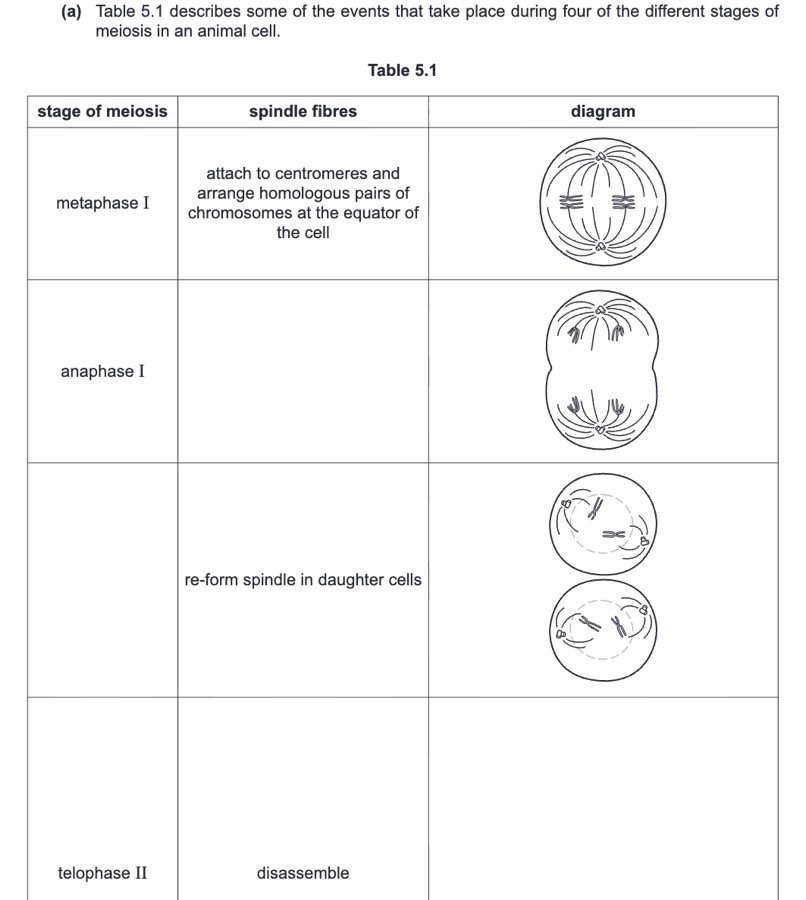 (a) Table 5.1 describes some of the events that take place during four of the different stages of
meiosis in an animal cell.
Table 5.1
stage of meiosis
spindle fibres
diagram
metaphase I
attach to centromeres and
arrange homologous pairs of
chromosomes at the equator of
the cell
anaphase I
re-form spindle in daughter cells
telophase II
disassemble